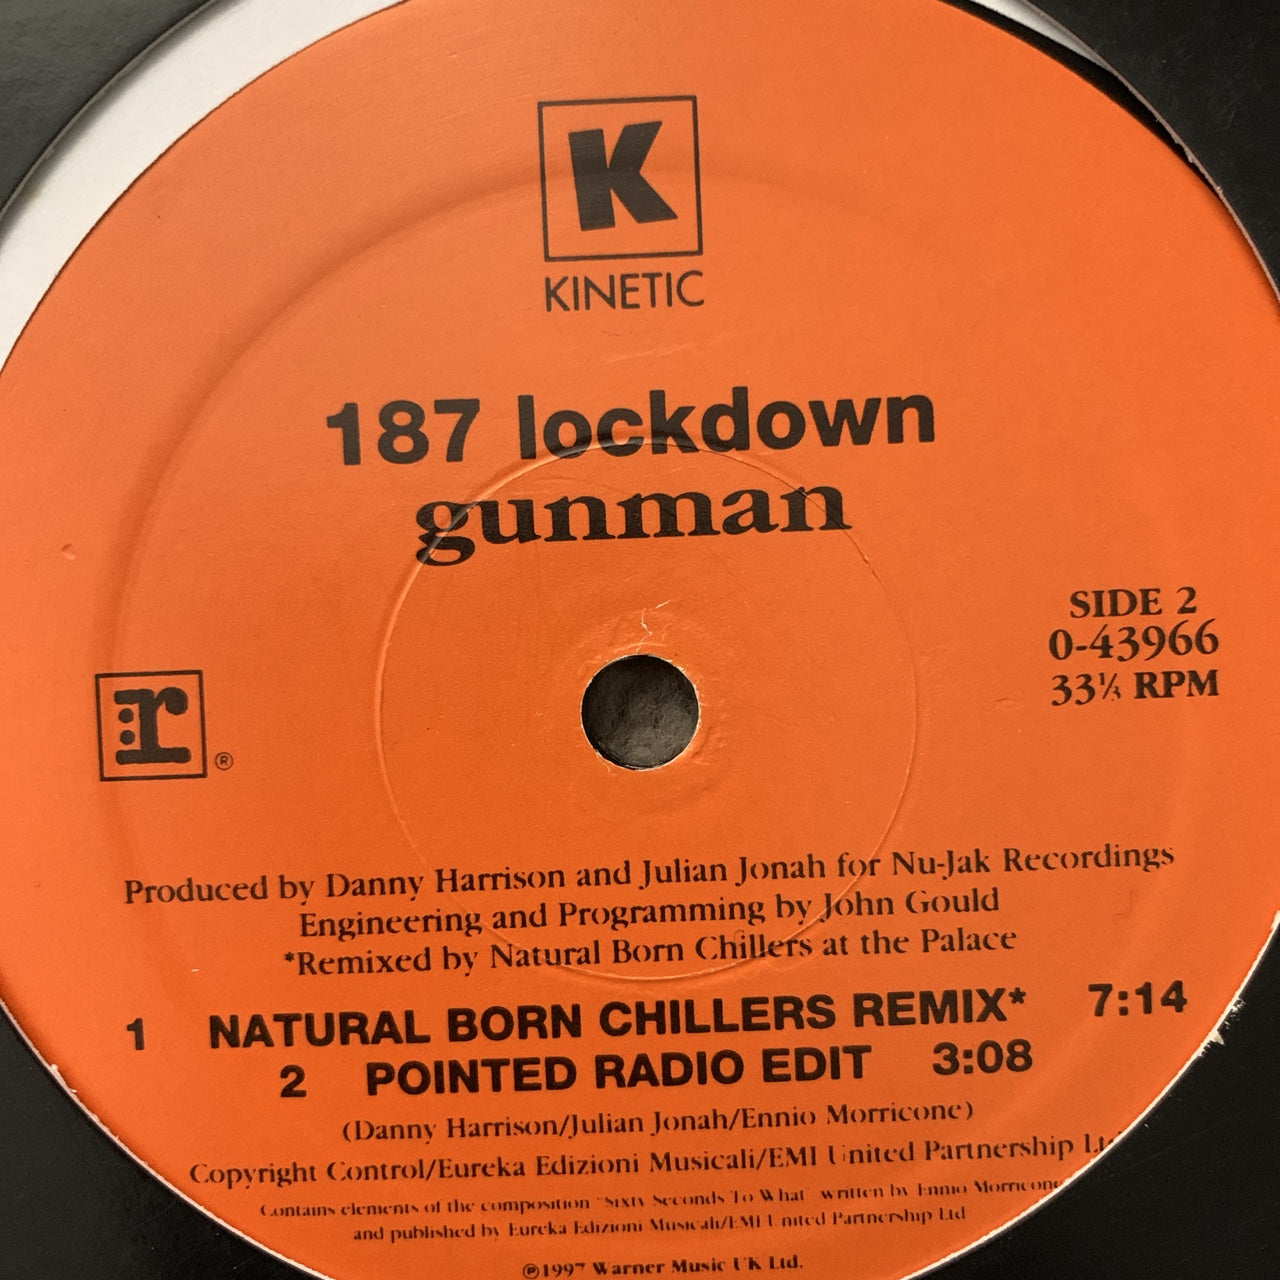 K
KINETIC
187 lockdown
gunman
SIDE 2
0-43966
33⅓ RPM
r
®
Produced by Danny Harrison and Julian Jonah for Nu-Jak Recordings
Engineering and Programming by John Gould
*Remixed by Natural Born Chillers at the Palace
1 NATURAL BORN CHILLERS REMIX* 7:14
2 POINTED RADIO EDIT 3:08
(Danny Harrison/Julian Jonah/Ennio Morricone)
Copyright Control/Eureka Edizioni Musicali/EMI United Partnership Ltd
Contains elements of the composition "Sixty Seconds To What" written by Ennio Morricone
and published by Eureka Edizioni Musicali/EMI United Partnership Ltd
℗1997 Warner Music UK Ltd.